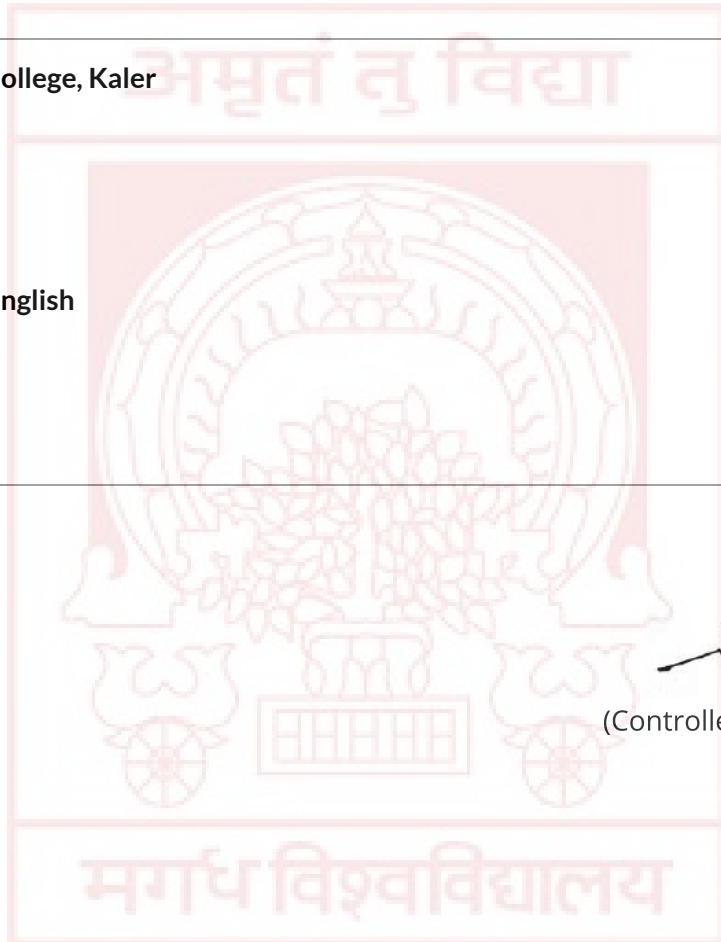 अमृतं तु विद्या
ollege, Kaler
nglish
(Controlle
मगध विश्वविद्यालय